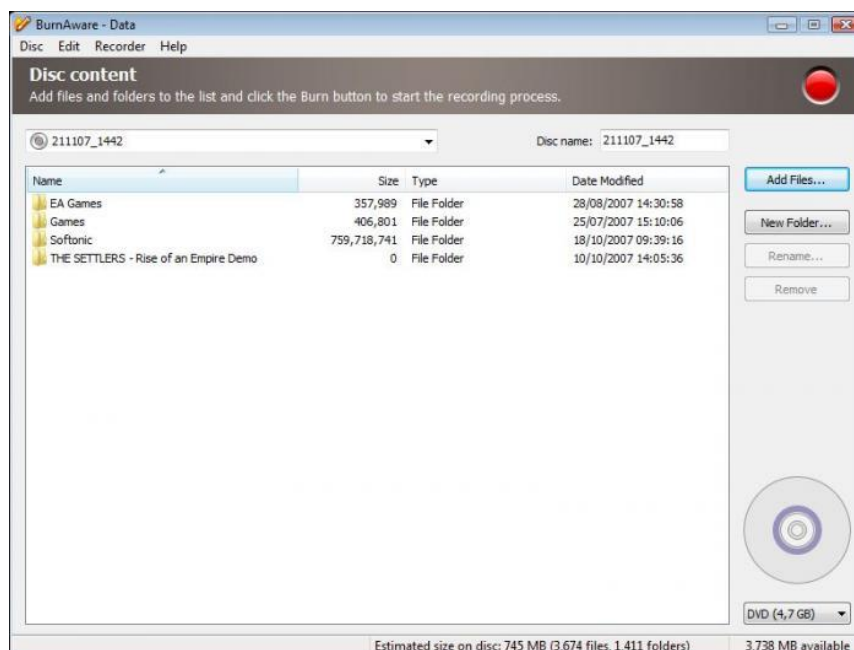 BurnAware - Data
Disc Edit Recorder Help
Disc content
Add files and folders to the list and click the Burn button to start the recording process.
211107_1442 Disc name: 211107_1442
Name Size Type Date Modified
EA Games 357,989 File Folder 28/08/2007 14:30:58
Games 406,801 File Folder 25/07/2007 15:10:06
Softonic 759,718,741 File Folder 18/10/2007 09:39:16
THE SETTLERS - Rise of an Empire Demo 0 File Folder 10/10/2007 14:05:36
Add Files...
New Folder...
Rename...
Remove
DVD (4,7 GB)
Estimated size on disc: 745 MB (3.674 files, 1.411 folders) 3.738 MB available